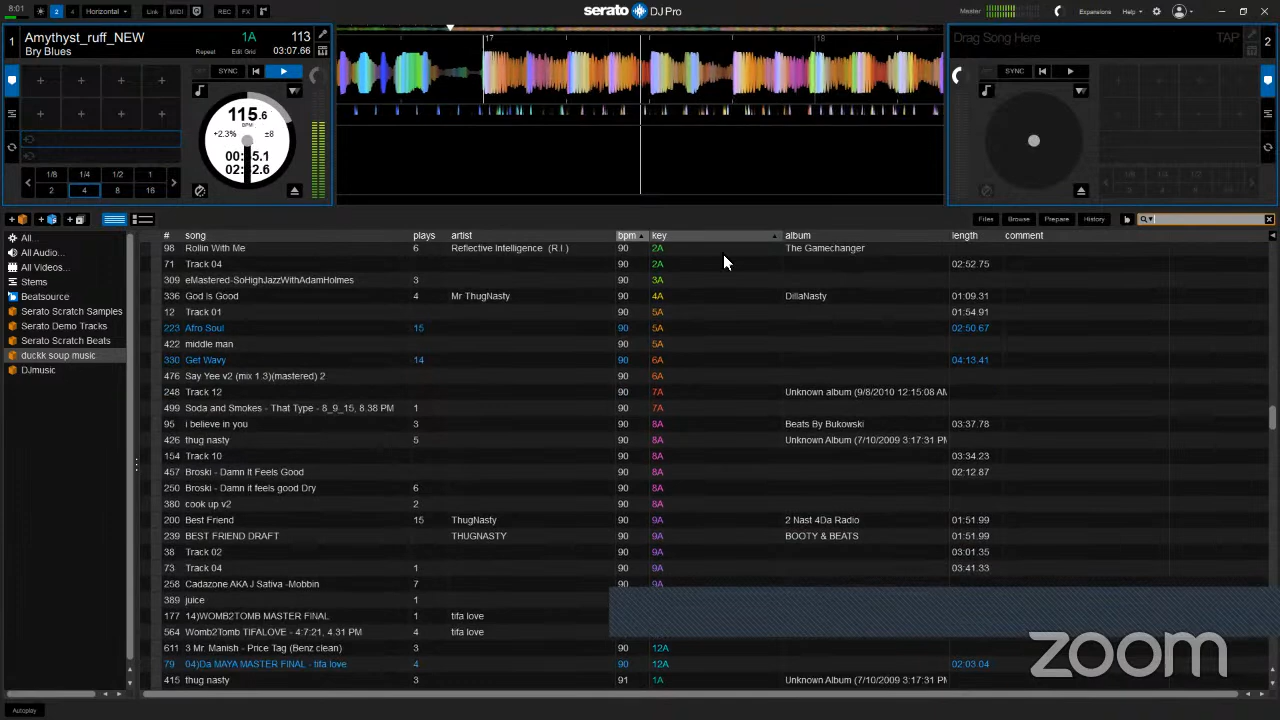 8:01 2 4 Horizontal Link MIDI REC FX serato DJ Pro Master Expansions Help
1 Amythyst_ruff_NEW 1A 113
Bry Blues Repeat Edit Grid 03:07.66
17 18
Drag Song Here TAP 2
SYNC
SYNC
115.6
BPM
+2.3% ±8
1/8 1/4 1/2 1
2 4 8 16
Files Browse Prepare History
# song plays artist bpm key album length comment
All...
All Audio...
All Videos...
Stems
Beatsource
Serato Scratch Samples
Serato Demo Tracks
Serato Scratch Beats
duckk soup music
DJmusic
98 Rollin With Me 6 Reflective Intelligence (R.I.) 90 2A The Gamechanger
71 Track 04 90 2A 02:52.75
309 eMastered-SoHighJazzWithAdamHolmes 3 90 3A
336 God Is Good 4 Mr ThugNasty 90 4A DillaNasty 01:09.31
12 Track 01 90 5A 01:54.91
223 Afro Soul 15 90 5A 02:50.67
422 middle man 90 5A
330 Get Wavy 14 90 6A 04:13.41
476 Say Yee v2 (mix 1.3)(mastered) 2 90 6A
248 Track 12 90 7A Unknown album (9/8/2010 12:15:08 AM
499 Soda and Smokes - That Type - 8_9_15, 8.38 PM 1 90 7A
95 i believe in you 3 90 8A Beats By Bukowski 03:37.78
426 thug nasty 5 90 8A Unknown Album (7/10/2009 3:17:31 PM
154 Track 10 90 8A 03:34.23
457 Broski - Damn It Feels Good 90 8A 02:12.87
250 Broski - Damn it feels good Dry 6 90 8A
380 cook up v2 2 90 8A
200 Best Friend 15 ThugNasty 90 9A 2 Nast 4Da Radio 01:51.99
239 BEST FRIEND DRAFT THUGNASTY 90 9A BOOTY & BEATS 01:51.99
38 Track 02 90 9A 03:01.35
73 Track 04 1 90 9A 03:41.33
258 Cadazone AKA J Sativa -Mobbin 7 90 9A
389 juice 1
177 14)WOMB2TOMB MASTER FINAL 1 tifa love
564 Womb2Tomb TIFALOVE - 4:7:21, 4.31 PM 4 tifa love
611 3 Mr. Manish - Price Tag (Benz clean) 3 90 12A
79 04)Da MAYA MASTER FINAL - tifa love 4 90 12A 02:03.04
415 thug nasty 3 91 1A Unknown Album (7/10/2009 3:17:31 PM
zoom
Autoplay